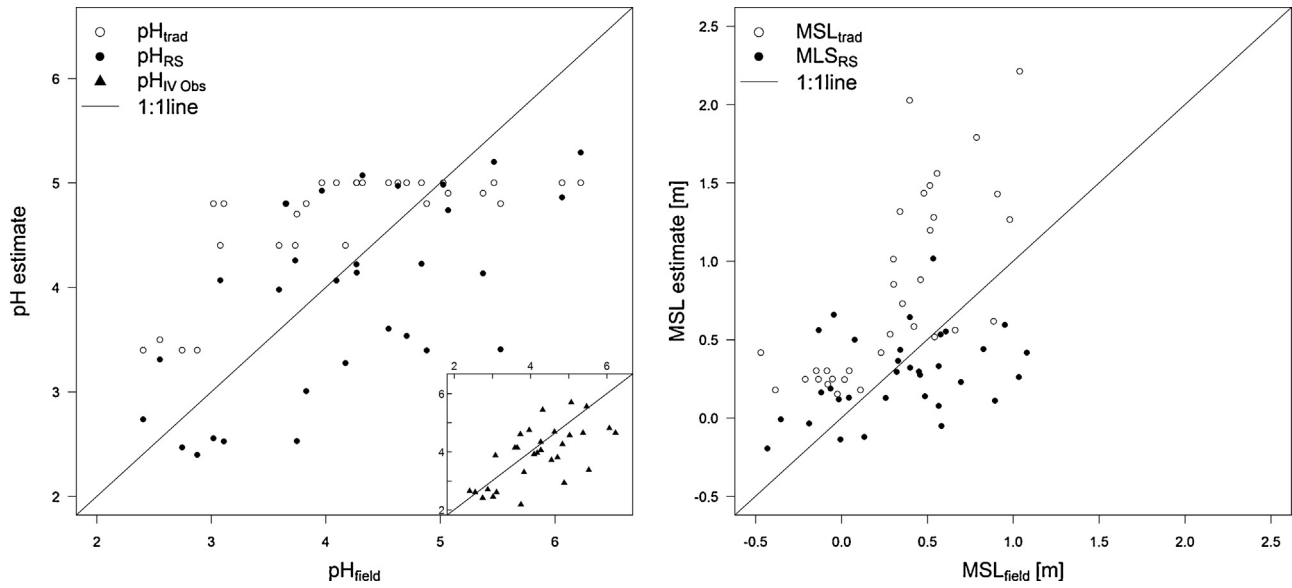 pH_trad
pH_RS
pH_IV Obs
1:1line
pH estimate
6
5
4
3
2
2 3 4 5 6
pH_field
2 4 6
6
4
2
MSL_trad
MLS_RS
1:1line
MSL estimate [m]
2.5
2.0
1.5
1.0
0.5
0.0
-0.5
-0.5 0.0 0.5 1.0 1.5 2.0 2.5
MSL_field [m]